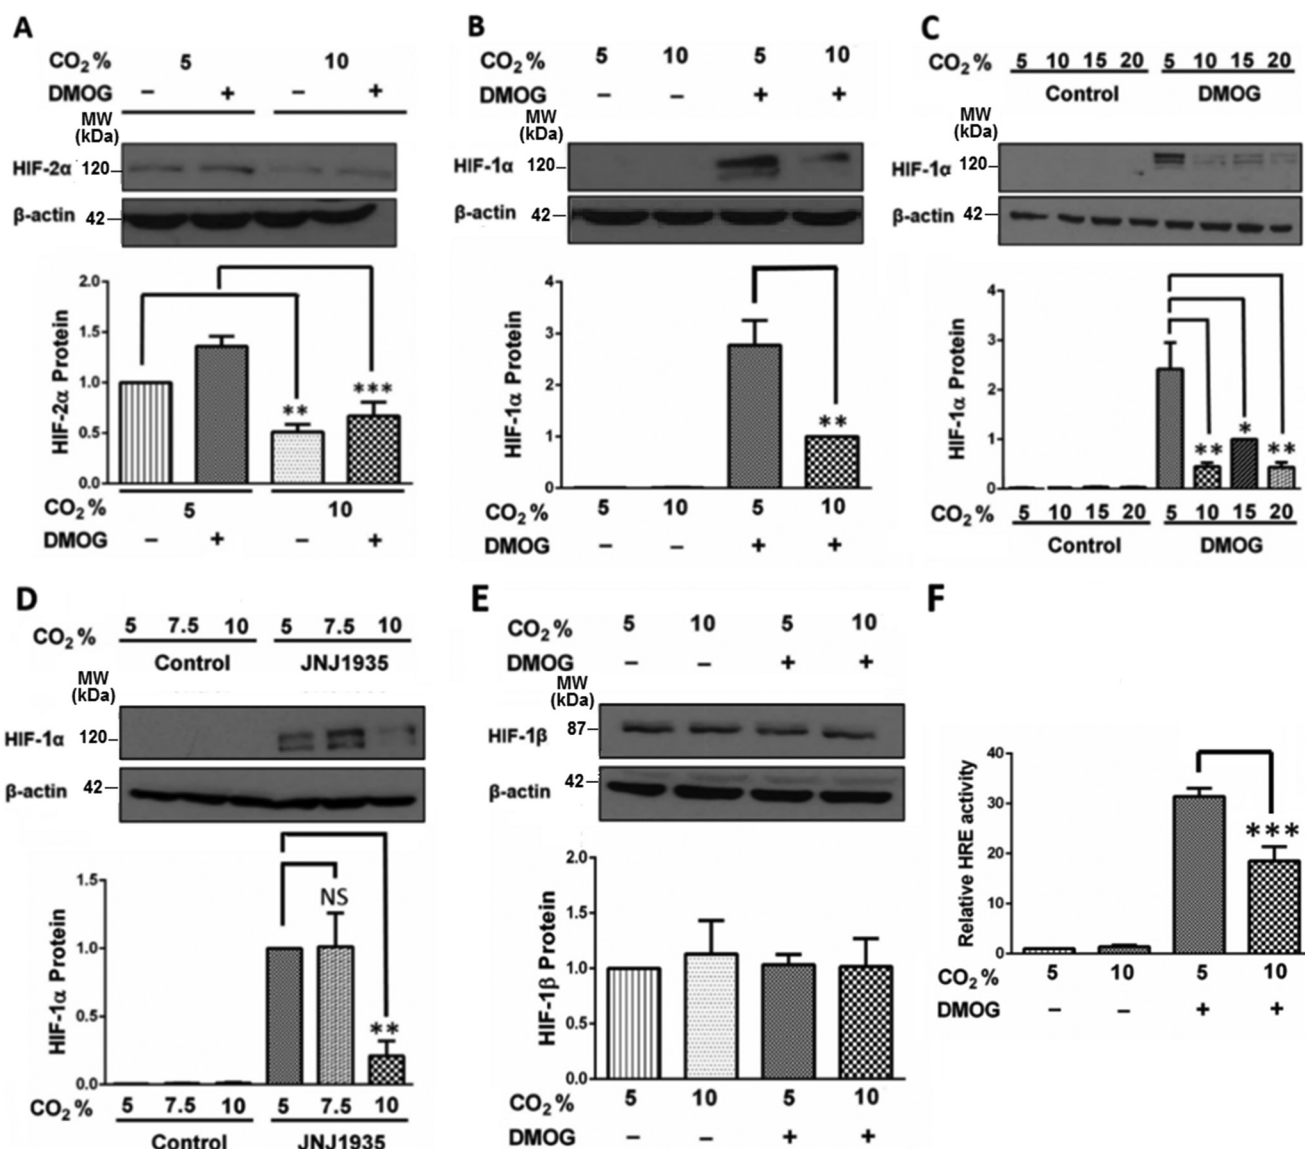 A
CO2 % 5 10
DMOG − + − +
MW
(kDa)
HIF-2α 120
β-actin 42
HIF-2α Protein
2.0
1.5
1.0
0.5
0.0
** ***
CO2 % 5 10
DMOG − + − +
B
CO2 % 5 10 5 10
DMOG − − + +
MW
(kDa)
HIF-1α 120
β-actin 42
HIF-1α Protein
4
3
2
1
0
**
CO2 % 5 10 5 10
DMOG − − + +
C
CO2 % 5 10 15 20 5 10 15 20
Control DMOG
MW
(kDa)
HIF-1α 120
β-actin 42
HIF-1α Protein
4
3
2
1
0
** * **
CO2 % 5 10 15 20 5 10 15 20
Control DMOG
D
CO2 % 5 7.5 10 5 7.5 10
Control JNJ1935
MW
(kDa)
HIF-1α 120
β-actin 42
HIF-1α Protein
1.5
1.0
0.5
0.0
NS
**
CO2 % 5 7.5 10 5 7.5 10
Control JNJ1935
E
CO2 % 5 10 5 10
DMOG − − + +
MW
(kDa)
HIF-1β 87
β-actin 42
HIF-1β Protein
2.0
1.5
1.0
0.5
0.0
CO2 % 5 10 5 10
DMOG − − + +
F
Relative HRE activity
40
30
20
10
0
***
CO2 % 5 10 5 10
DMOG − − + +